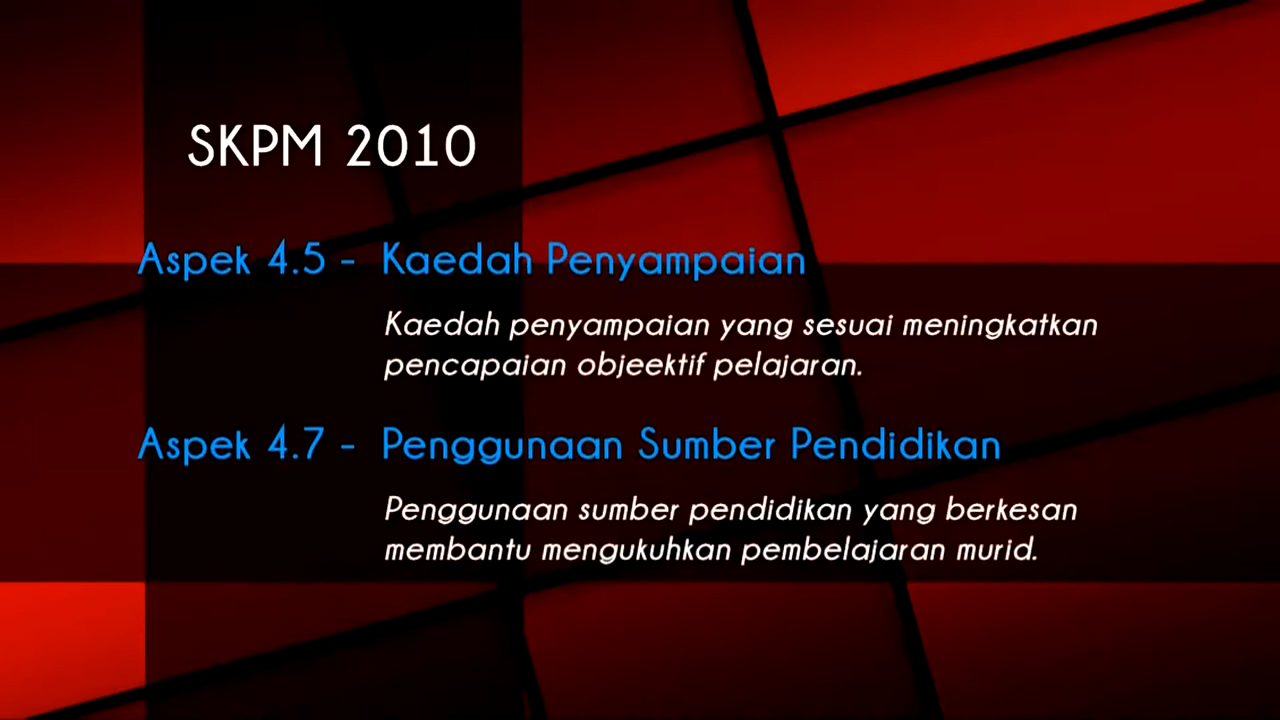 SKPM 2010
Aspek 4.5 - Kaedah Penyampaian
Kaedah penyampaian yang sesuai meningkatkan
pencapaian objeektif pelajaran.
Aspek 4.7 - Penggunaan Sumber Pendidikan
Penggunaan sumber pendidikan yang berkesan
membantu mengukuhkan pembelajaran murid.